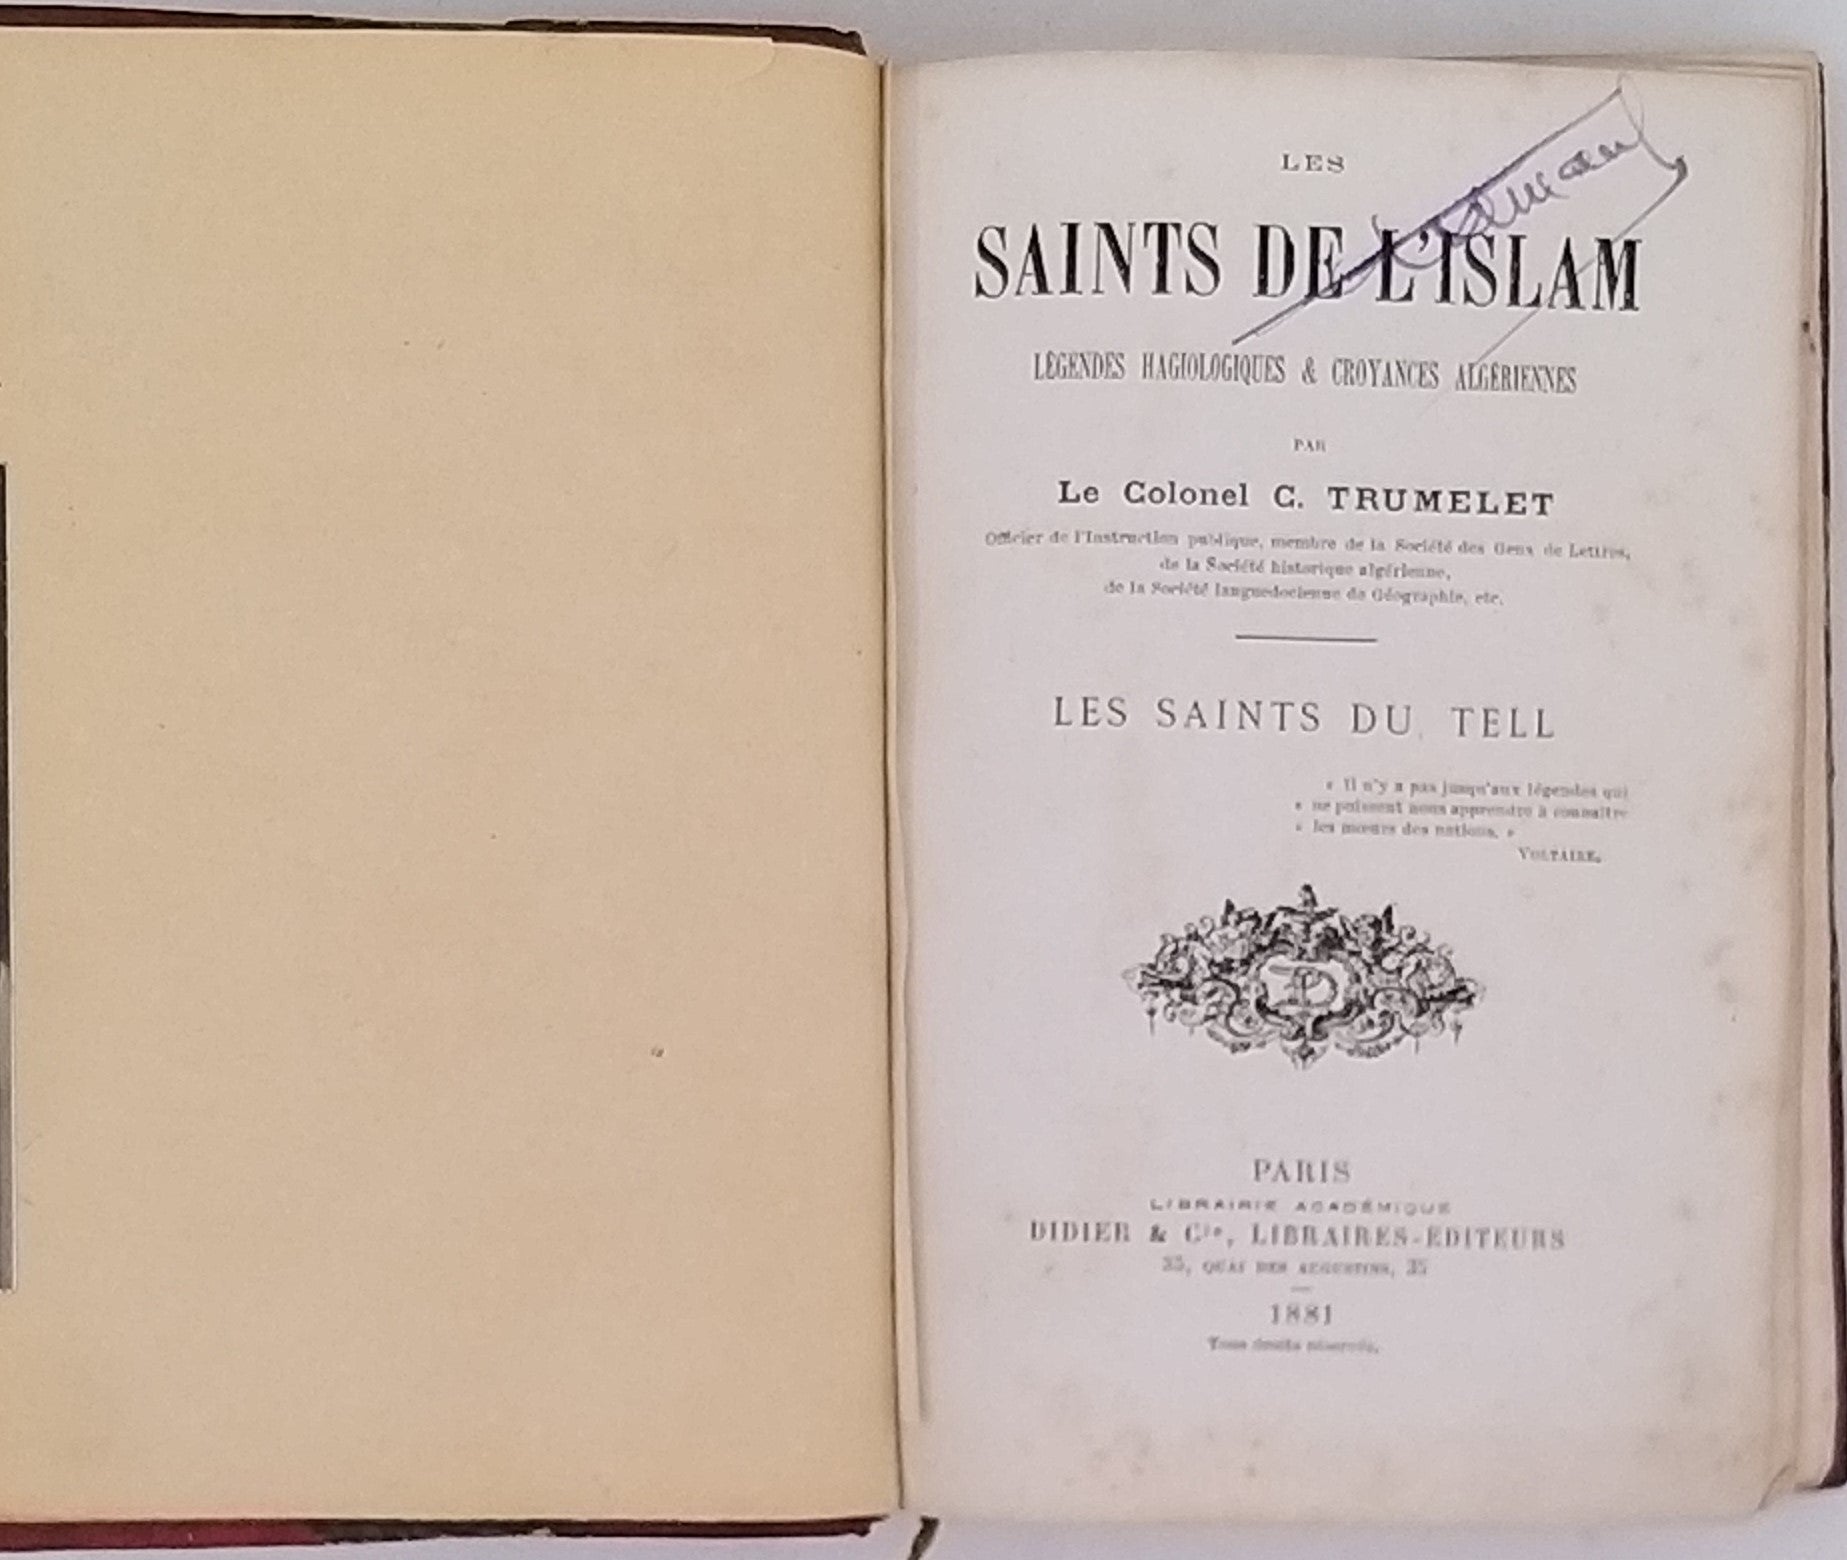 LES
SAINTS DE L'ISLAM
LÉGENDES HAGIOLOGIQUES & CROYANCES ALGÉRIENNES
PAR
Le Colonel C. TRUMELET
Officier de l'Instruction publique, membre de la Société des Gens de Lettres,
de la Société historique algérienne,
de la Société languedocienne de Géographie, etc.
LES SAINTS DU TELL
« Il n'y a pas jusqu'aux légendes qui
« ne puissent nous apprendre à connaître
« les mœurs des nations. »
VOLTAIRE.
PARIS
LIBRAIRIE ACADÉMIQUE
DIDIER & Cie, LIBRAIRES-ÉDITEURS
35, QUAI DES AUGUSTINS, 35
1881
Tous droits réservés.